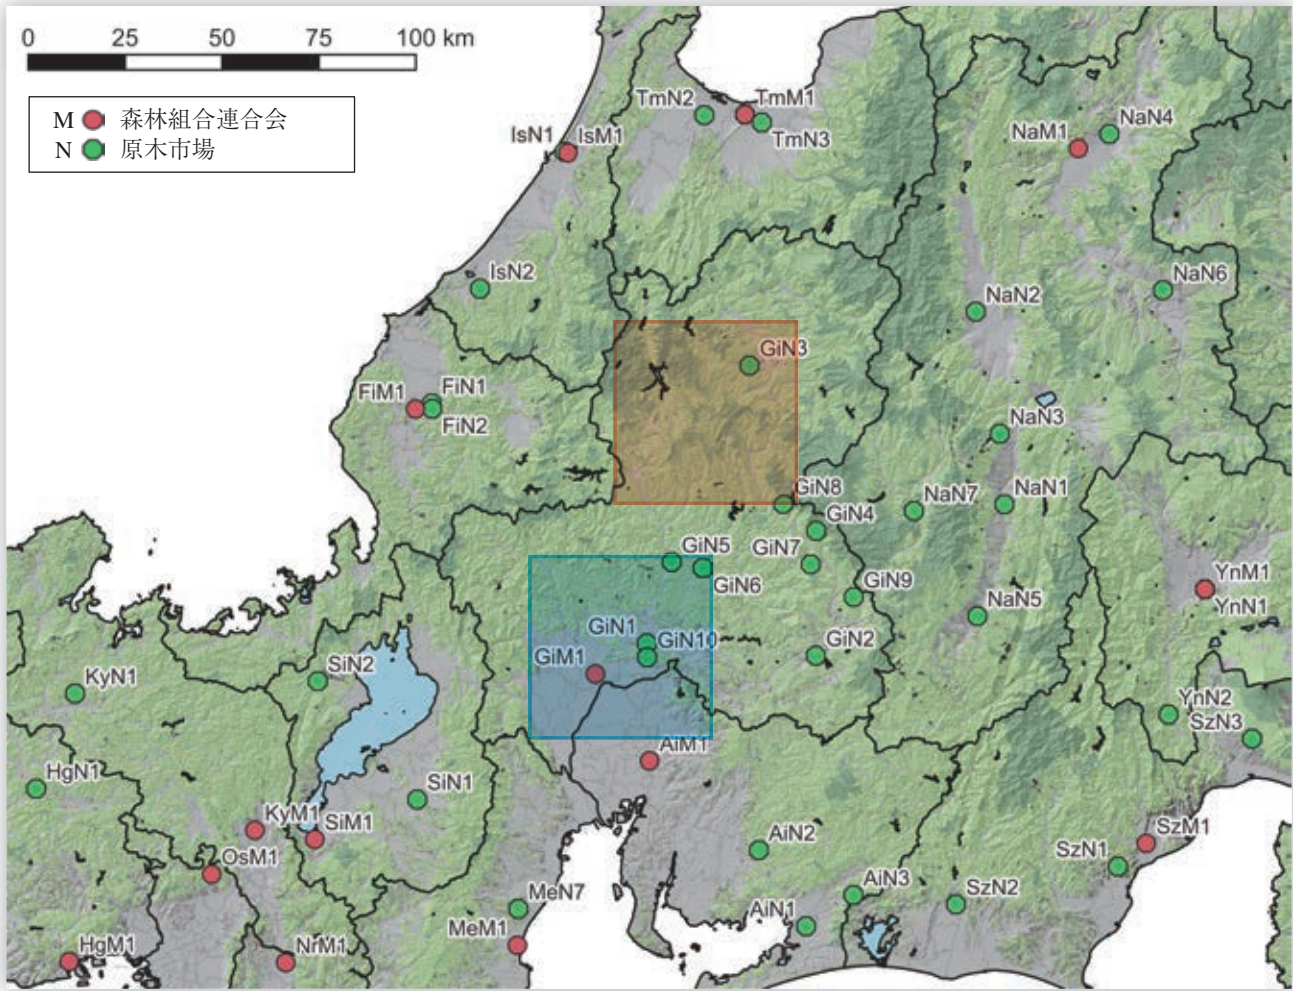 0 25 50 75 100 km
M 森林組合連合会
N 原木市場
TmN2
TmM1
TmN3
IsN1
IsM1
NaM1
NaN4
IsN2
NaN6
NaN2
GiN3
FiM1
FiN1
FiN2
NaN3
GiN8
NaN7
NaN1
GiN4
GiN5
GiN7
GiN6
GiN9
YnM1
YnN1
NaN5
GiN1
GiN10
GiN2
GiM1
SiN2
KyN1
YnN2
SzN3
AiM1
HgN1
SiN1
KyM1
SiM1
AiN2
SzM1
SzN1
OsM1
AiN3
SzN2
MeN7
AiN1
MeM1
HgM1
NrM1